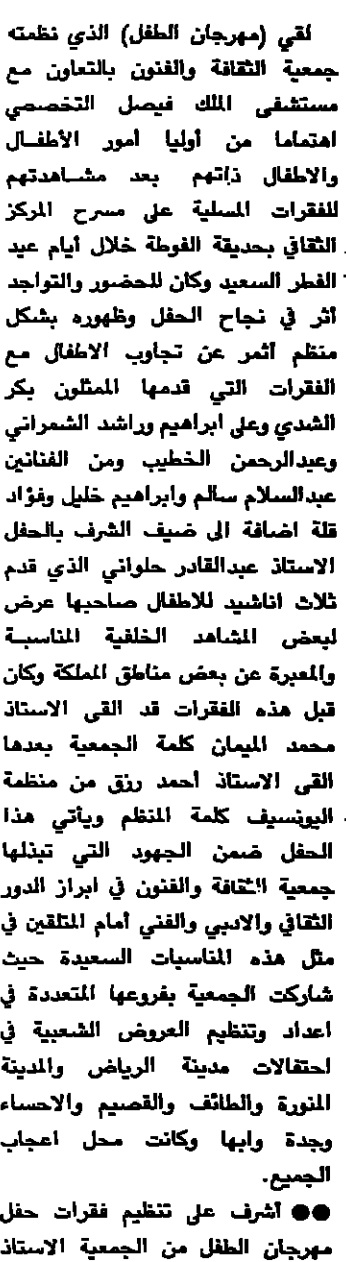 لقي (مهرجان الطفل) الذي نظمته
جمعية الثقافة والفنون بالتعاون مع
مستشفى الملك فيصل التخصصي
اهتماما من أوليا أمور الأطفال
والاطفال ذاتهم بعد مشاهدتهم
للفقرات المسلية على مسرح المركز
الثقافي بحديقة الفوطة خلال أيام عيد
الفطر السعيد وكان للحضور والتواجد
أثر في نجاح الحفل وظهوره بشكل
منظم أثمر عن تجاوب الاطفال مع
الفقرات التي قدمها الممثلون بكر
الشدي وعلى ابراهيم وراشد الشمراني
وعبدالرحمن الخطيب ومن الفنانين
عبدالسلام سالم وابراهيم خليل وفؤاد
قلة اضافة الى ضيف الشرف بالحفل
الاستاذ عبدالقادر حلواني الذي قدم
ثلاث اناشيد للاطفال صاحبها عرض
لبعض المشاهد الخلفية المناسبة
والمعبرة عن بعض مناطق المملكة وكان
قبل هذه الفقرات قد القى الاستاذ
محمد الميمان كلمة الجمعية بعدها
القى الاستاذ أحمد رزق من منظمة
اليونسيف كلمة المنظم ويأتي هذا
الحفل ضمن الجهود التي تبذلها
جمعية الثقافة والفنون في ابراز الدور
الثقافي والادبي والفني أمام المتلقين في
مثل هذه المناسبات السعيدة حيث
شاركت الجمعية بفروعها المتعددة في
اعداد وتنظيم العروض الشعبية في
احتفالات مدينة الرياض والمدينة
المنورة والطائف والقصيم والاحساء
وجدة وابها وكانت محل اعجاب
الجميع.
●● أشرف على تنظيم فقرات حفل
مهرجان الطفل من الجمعية الاستاذ